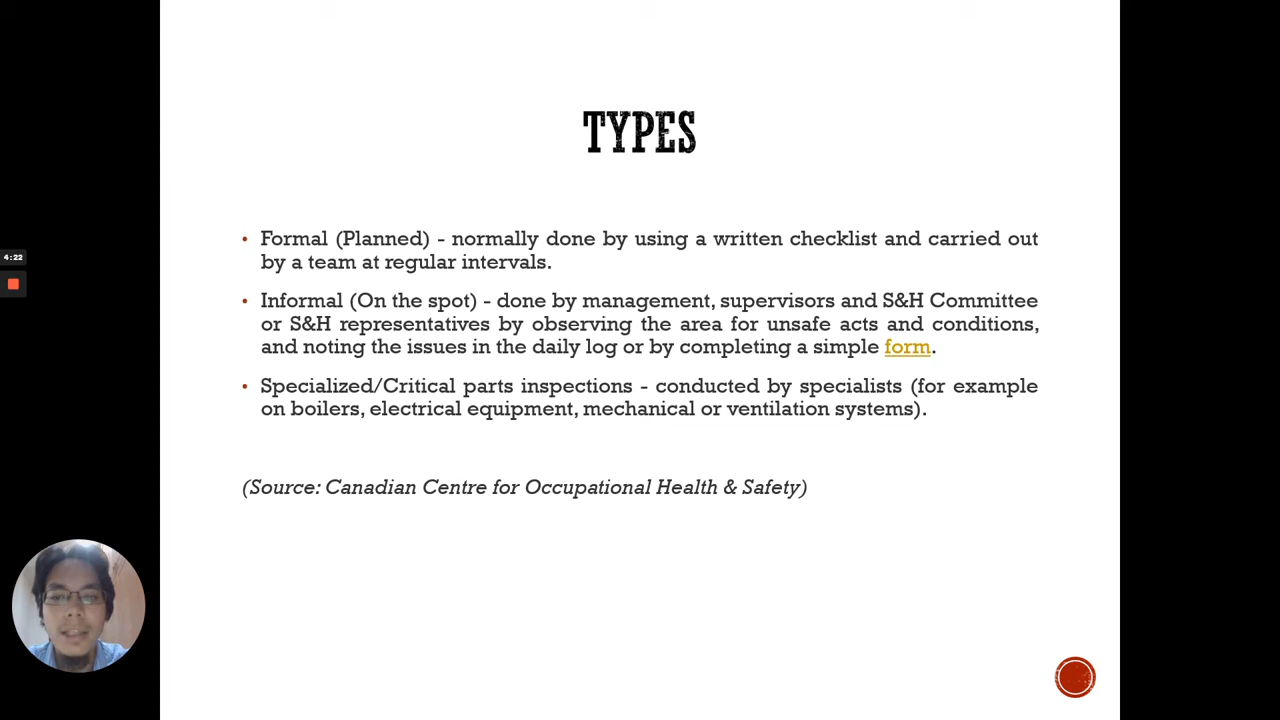 TYPES
• Formal (Planned) - normally done by using a written checklist and carried out
by a team at regular intervals.
• Informal (On the spot) - done by management, supervisors and S&H Committee
or S&H representatives by observing the area for unsafe acts and conditions,
and noting the issues in the daily log or by completing a simple form.
• Specialized/Critical parts inspections - conducted by specialists (for example
on boilers, electrical equipment, mechanical or ventilation systems).
(Source: Canadian Centre for Occupational Health & Safety)
4:22